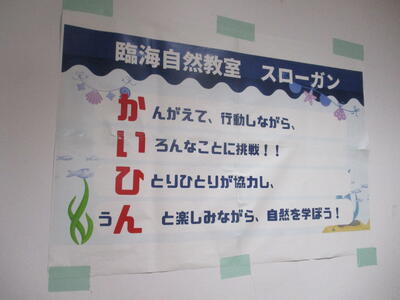 臨海自然教室　スローガン
かんがえて、行動しながら、
いろんなことに挑戦！！
ひとりひとりが協力し、
うんと楽しみながら、自然を学ぼう！